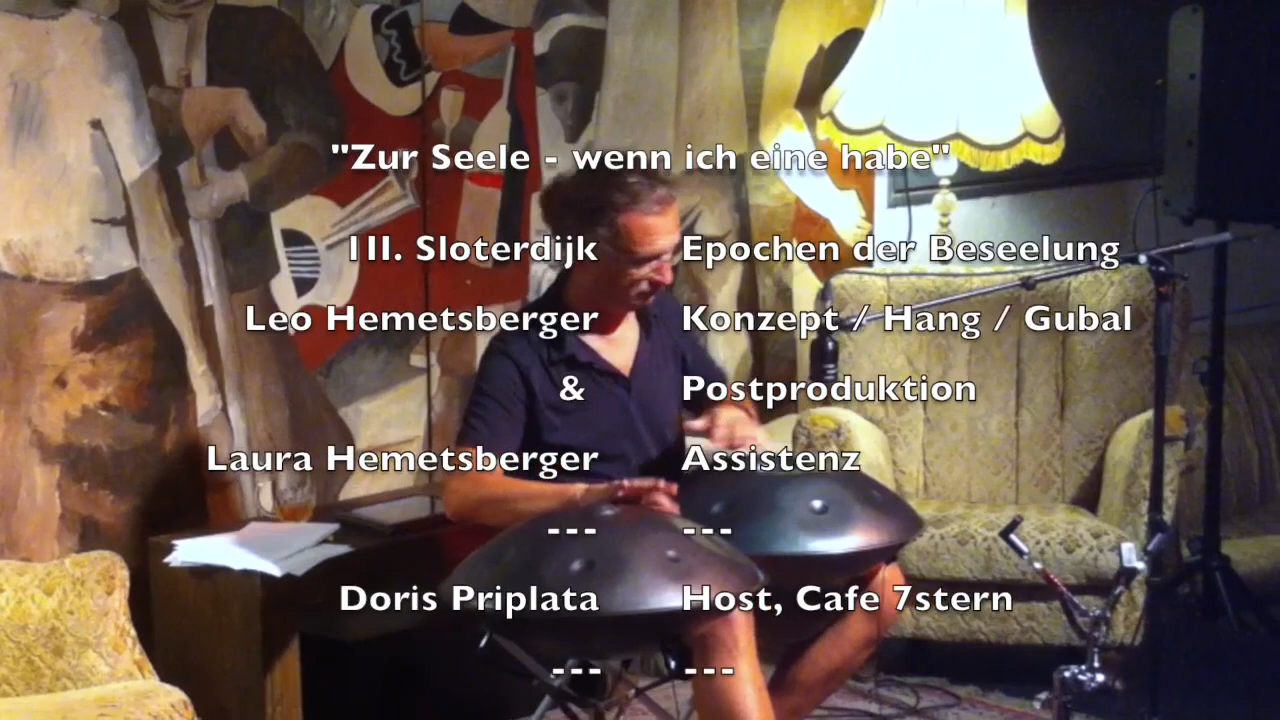 "Zur Seele - wenn ich eine habe"
III. Sloterdijk Epochen der Beseelung
Leo Hemetsberger Konzept / Hang / Gubal
& Postproduktion
Laura Hemetsberger Assistenz
--- ---
Doris Priplata Host, Cafe 7stern
--- ---